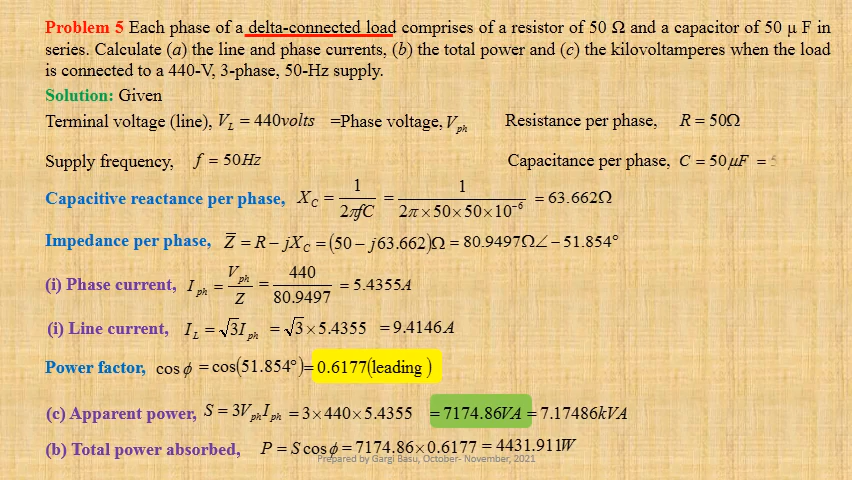 Problem 5 Each phase of a delta-connected load comprises of a resistor of 50 Ω and a capacitor of 50 μ F in
series. Calculate (a) the line and phase currents, (b) the total power and (c) the kilovoltamperes when the load
is connected to a 440-V, 3-phase, 50-Hz supply.
Solution: Given
Terminal voltage (line), V_L = 440volts =Phase voltage, V_ph Resistance per phase, R = 50Ω
Supply frequency, f = 50Hz Capacitance per phase, C = 50μF =
Capacitive reactance per phase, X_C = 1/(2πfC) = 1/(2π×50×50×10^-6) = 63.662Ω
Impedance per phase, Z̅ = R − jX_C = (50 − j63.662)Ω = 80.9497Ω∠−51.854°
(i) Phase current, I_ph = V_ph/Z = 440/80.9497 = 5.4355A
(i) Line current, I_L = √3I_ph = √3×5.4355 = 9.4146A
Power factor, cos ϕ = cos(51.854°)= 0.6177(leading )
(c) Apparent power, S = 3V_phI_ph = 3×440×5.4355 = 7174.86VA = 7.17486kVA
(b) Total power absorbed, P = S cos ϕ = 7174.86×0.6177 = 4431.911W
Prepared by Gargi Basu, October- November, 2021